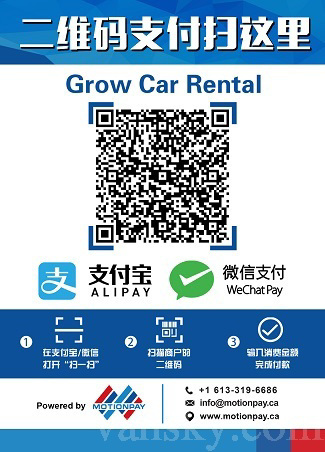 二维码支付扫这里
Grow Car Rental
支付宝
ALIPAY
微信支付
WeChat Pay
1
在支付宝/微信
打开“扫一扫”
2
扫描商户的
二维码
3
输入消费金额
完成付款
Powered by MOTIONPAY
+1 613-319-6686
info@motionpay.ca
www.motionpay.ca
vansky.com